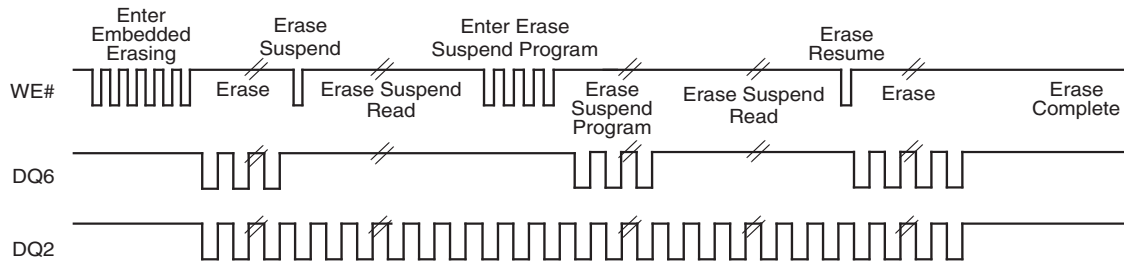 Enter
Embedded
Erasing
Erase
Suspend
Enter Erase
Suspend Program
Erase
Resume
WE#
Erase
Erase Suspend
Read
Erase
Suspend
Program
Erase Suspend
Read
Erase
Erase
Complete
DQ6
DQ2